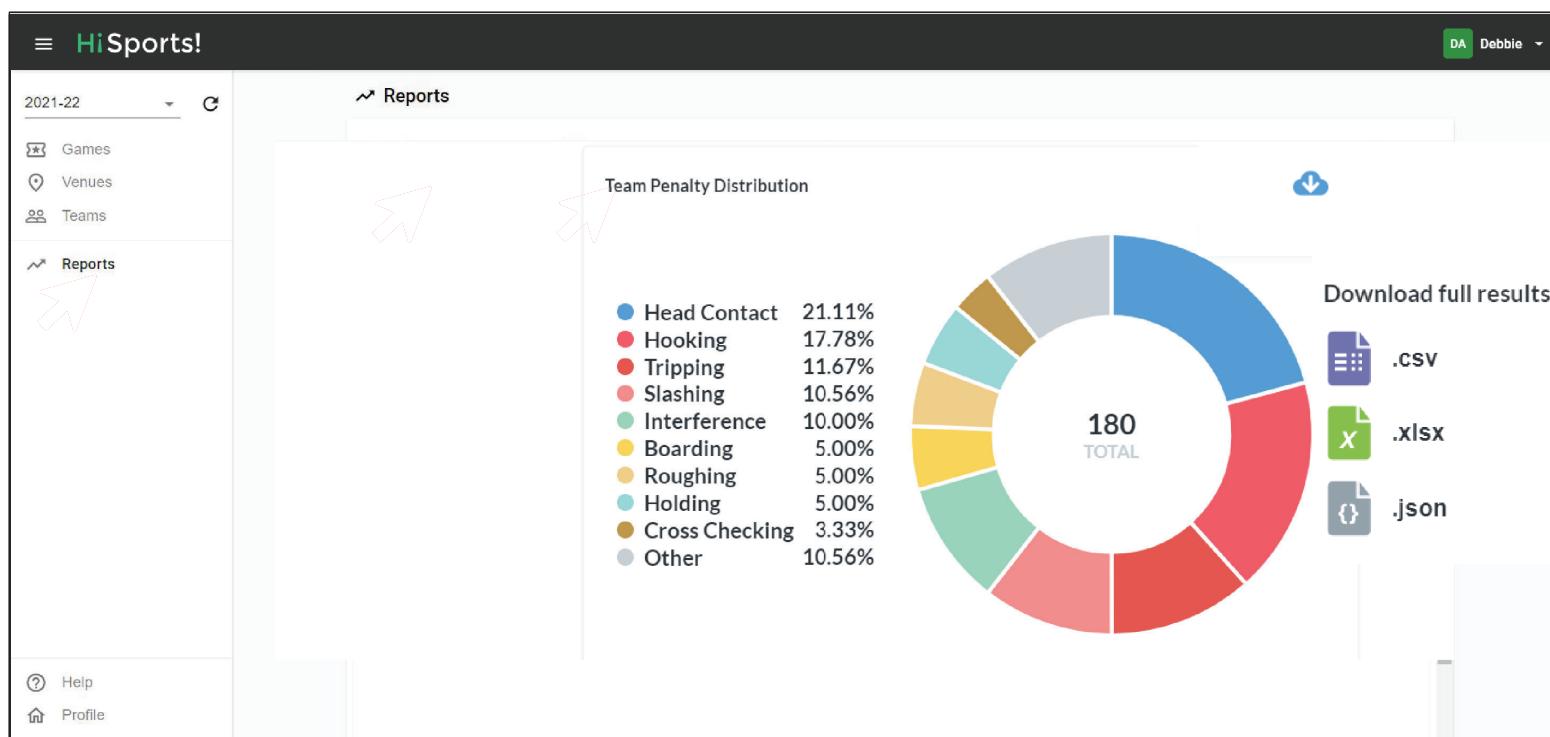 HiSports!
DA Debbie
2021-22
Games
Venues
Teams
Reports
Help
Profile
Reports
Team Penalty Distribution
Head Contact 21.11%
Hooking 17.78%
Tripping 11.67%
Slashing 10.56%
Interference 10.00%
Boarding 5.00%
Roughing 5.00%
Holding 5.00%
Cross Checking 3.33%
Other 10.56%
180
TOTAL
Download full results
.csv
X .xlsx
{} .json